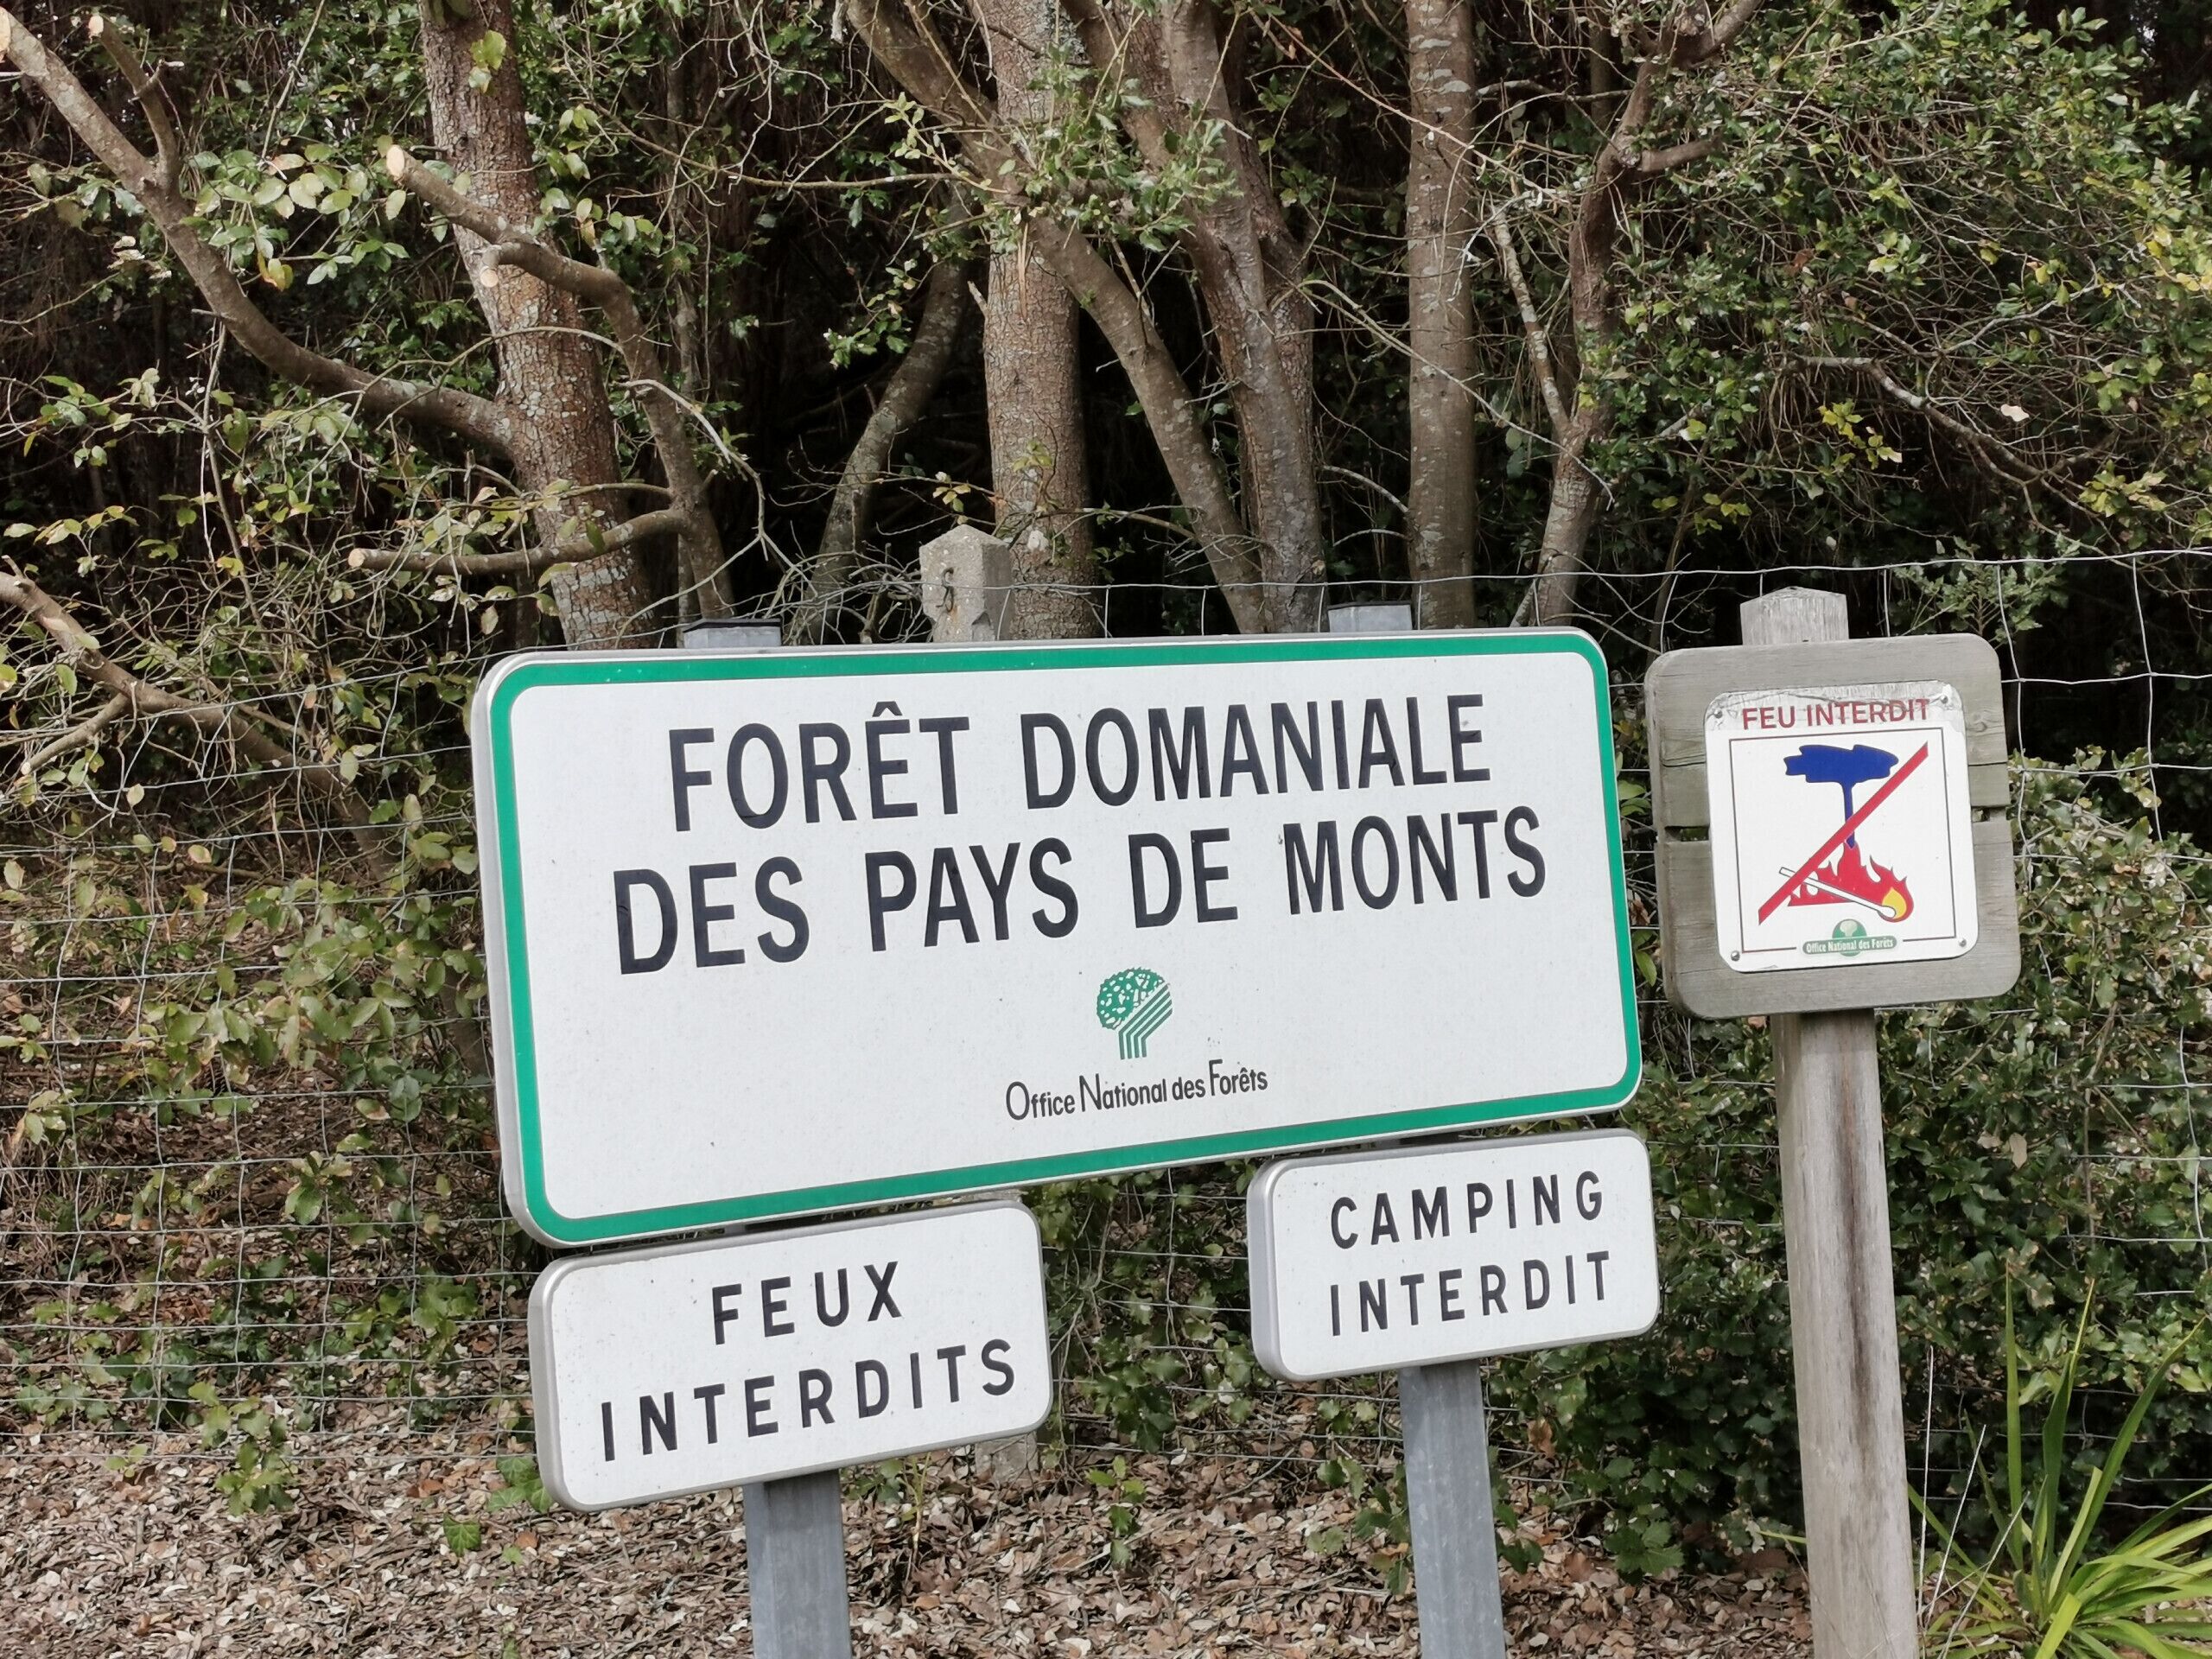 FORÊT DOMANIALE
DES PAYS DE MONTS
Office National des Forêts
FEUX
INTERDITS
CAMPING
INTERDIT
FEU INTERDIT
Office National des Forêts